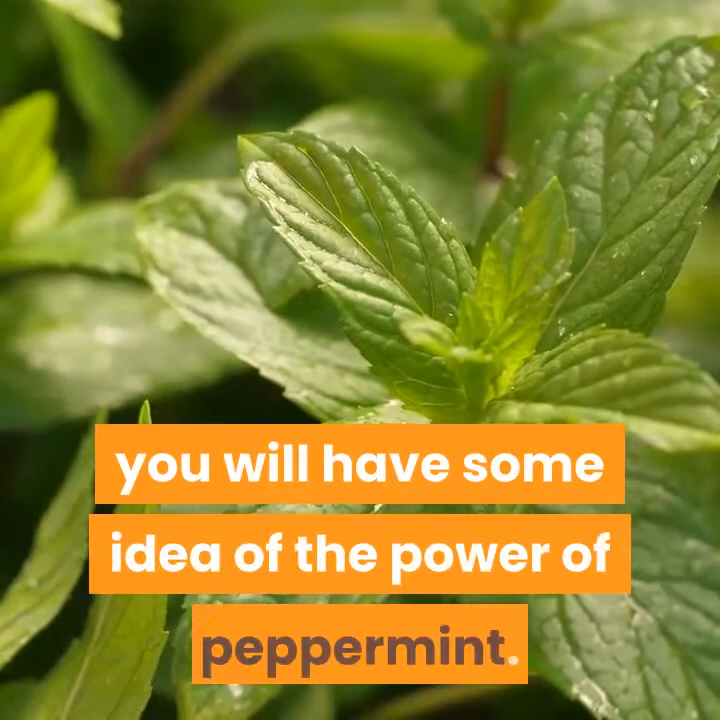 you will have some
idea of the power of
peppermint.